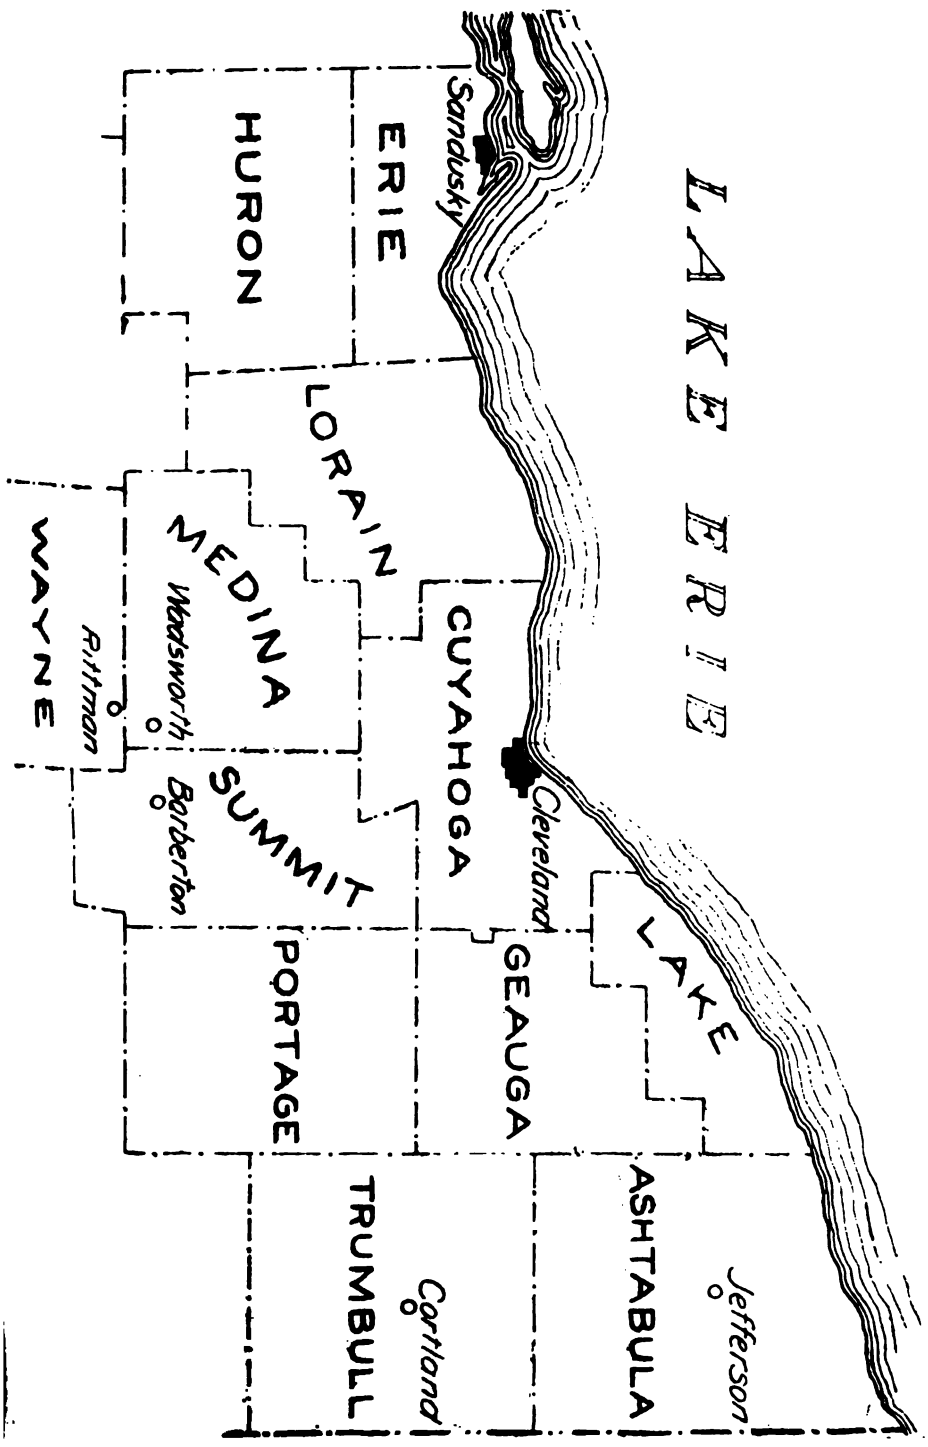 LAKE ERIE
Sandusky
ERIE
HURON
LORAIN
Cleveland
CUYAHOGA
MEDINA
Wadsworth
WAYNE
Rittman
SUMMIT
Barberton
LAKE
GEAUGA
PORTAGE
Jefferson
ASHTABULA
Cortland
TRUMBULL